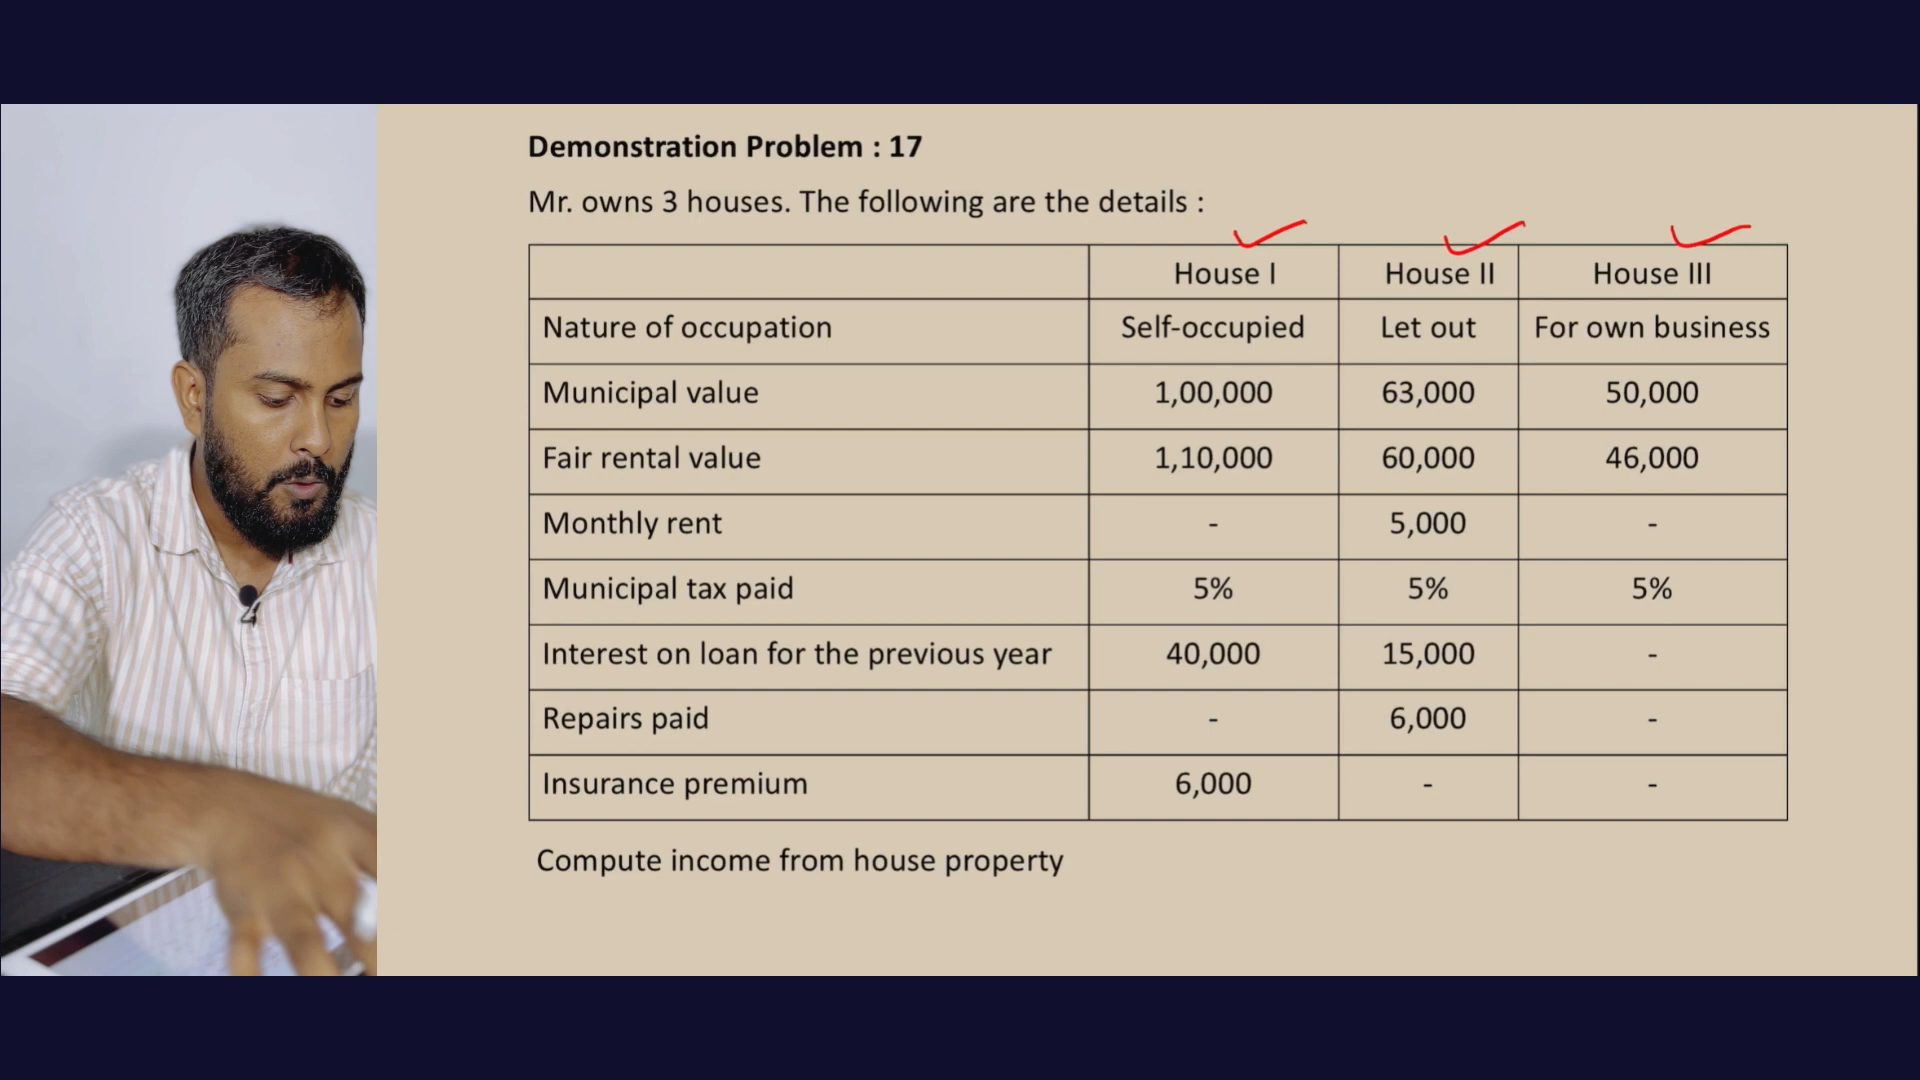 Demonstration Problem : 17
Mr. owns 3 houses. The following are the details :
House I House II House III
Nature of occupation Self-occupied Let out For own business
Municipal value 1,00,000 63,000 50,000
Fair rental value 1,10,000 60,000 46,000
Monthly rent - 5,000 -
Municipal tax paid 5% 5% 5%
Interest on loan for the previous year 40,000 15,000 -
Repairs paid - 6,000 -
Insurance premium 6,000 - -
Compute income from house property